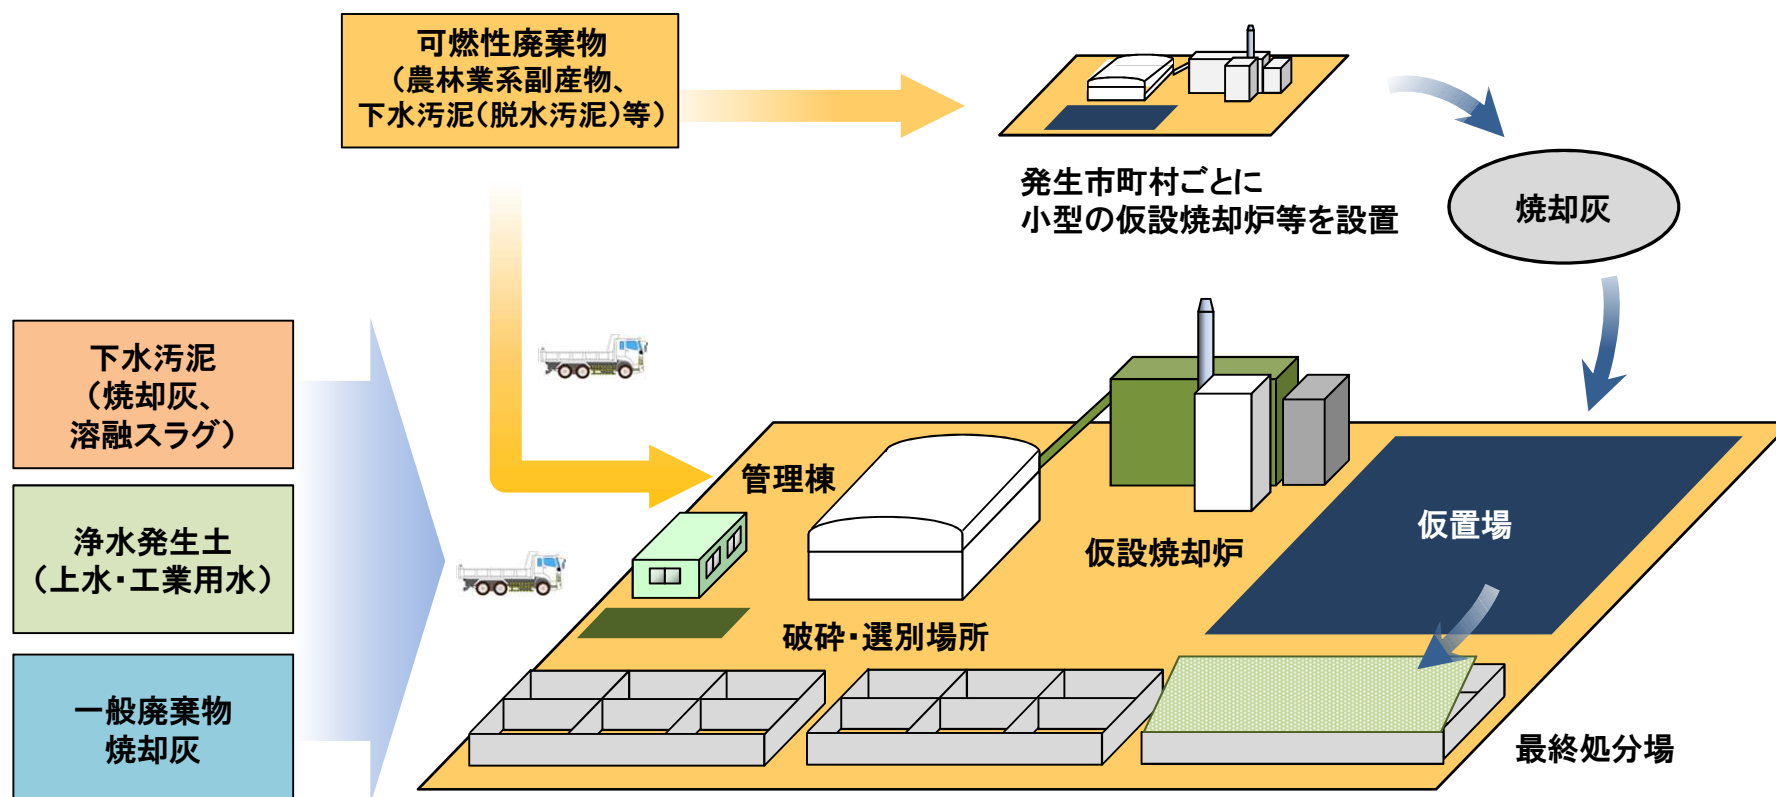 可燃性廃棄物
（農林業系副産物、
下水汚泥（脱水汚泥）等）
発生市町村ごとに
小型の仮設焼却炉等を設置
焼却灰
下水汚泥
（焼却灰、
溶融スラグ）
浄水発生土
（上水・工業用水）
一般廃棄物
焼却灰
管理棟
仮設焼却炉
仮置場
破砕・選別場所
最終処分場